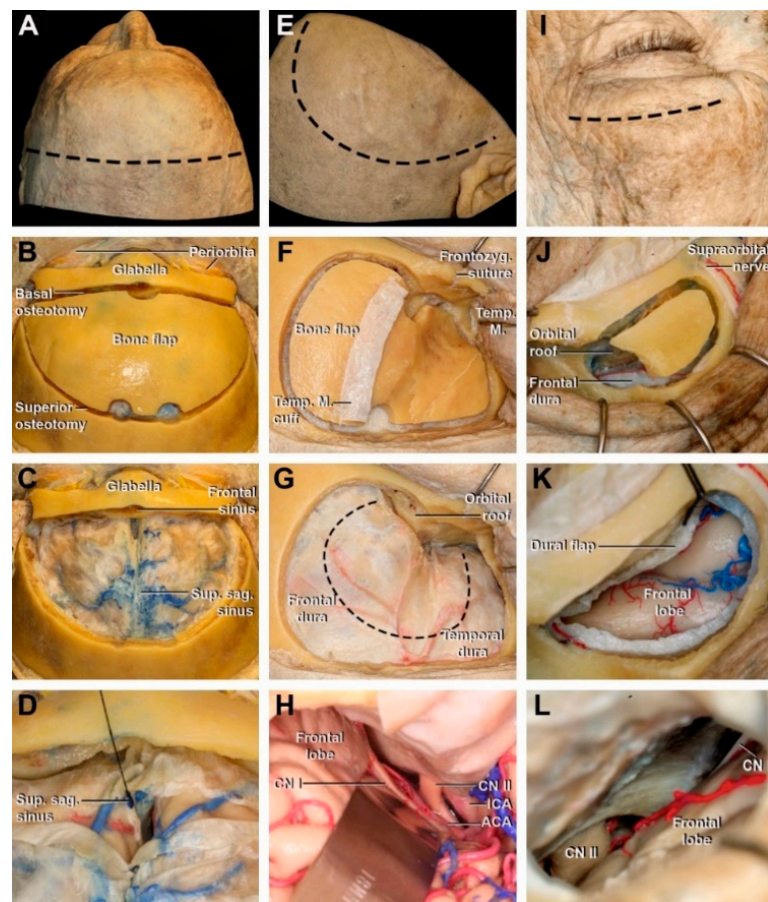 A
E
I
B
Periorbita
Glabella
Basal
osteotomy
Bone flap
Superior
osteotomy
F
Frontozyg.
suture
Bone flap
Temp.
M.
Temp. M.
cuff
J
Supraorbital
nerve
Orbital
roof
Frontal
dura
C
Glabella
Frontal
sinus
Sup. sag.
sinus
G
Orbital
roof
Frontal
dura
Temporal
dura
K
Dural flap
Frontal
lobe
D
Sup. sag.
sinus
H
Frontal
lobe
CN I
CN II
ICA
ACA
L
CN
Frontal
lobe
CN II